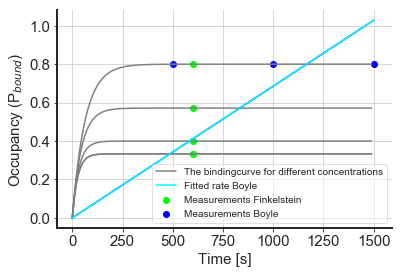 Occupancy (P_bound)
1.0
0.8
0.6
0.4
0.2
0.0
The bindingcurve for different concentrations
Fitted rate Boyle
Measurements Finkelstein
Measurements Boyle
0 250 500 750 1000 1250 1500
Time [s]